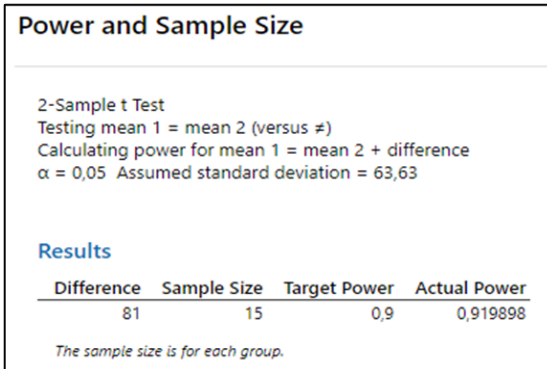 Power and Sample Size
2-Sample t Test
Testing mean 1 = mean 2 (versus ≠)
Calculating power for mean 1 = mean 2 + difference
α = 0,05 Assumed standard deviation = 63,63
Results
Difference Sample Size Target Power Actual Power
81 15 0,9 0,919898
The sample size is for each group.